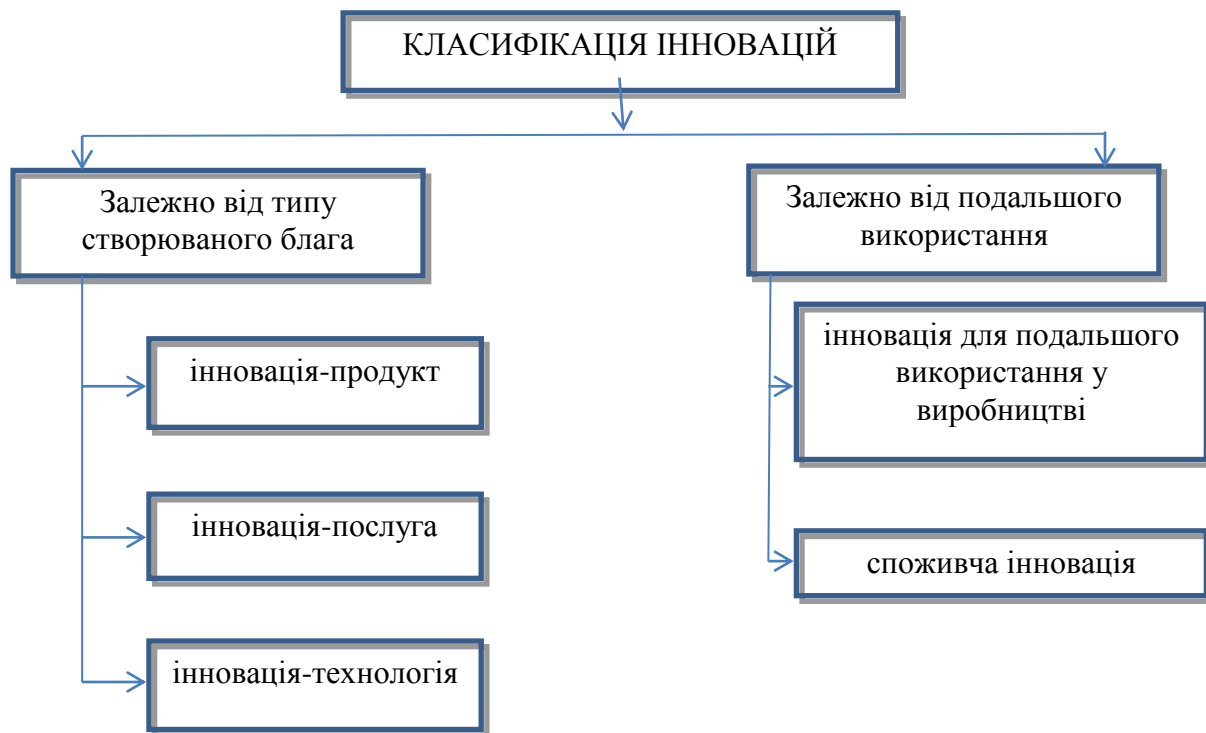 КЛАСИФІКАЦІЯ ІННОВАЦІЙ
Залежно від типу
створюваного блага
інновація-продукт
інновація-послуга
інновація-технологія
Залежно від подальшого
використання
інновація для подальшого
використання у
виробництві
споживча інновація